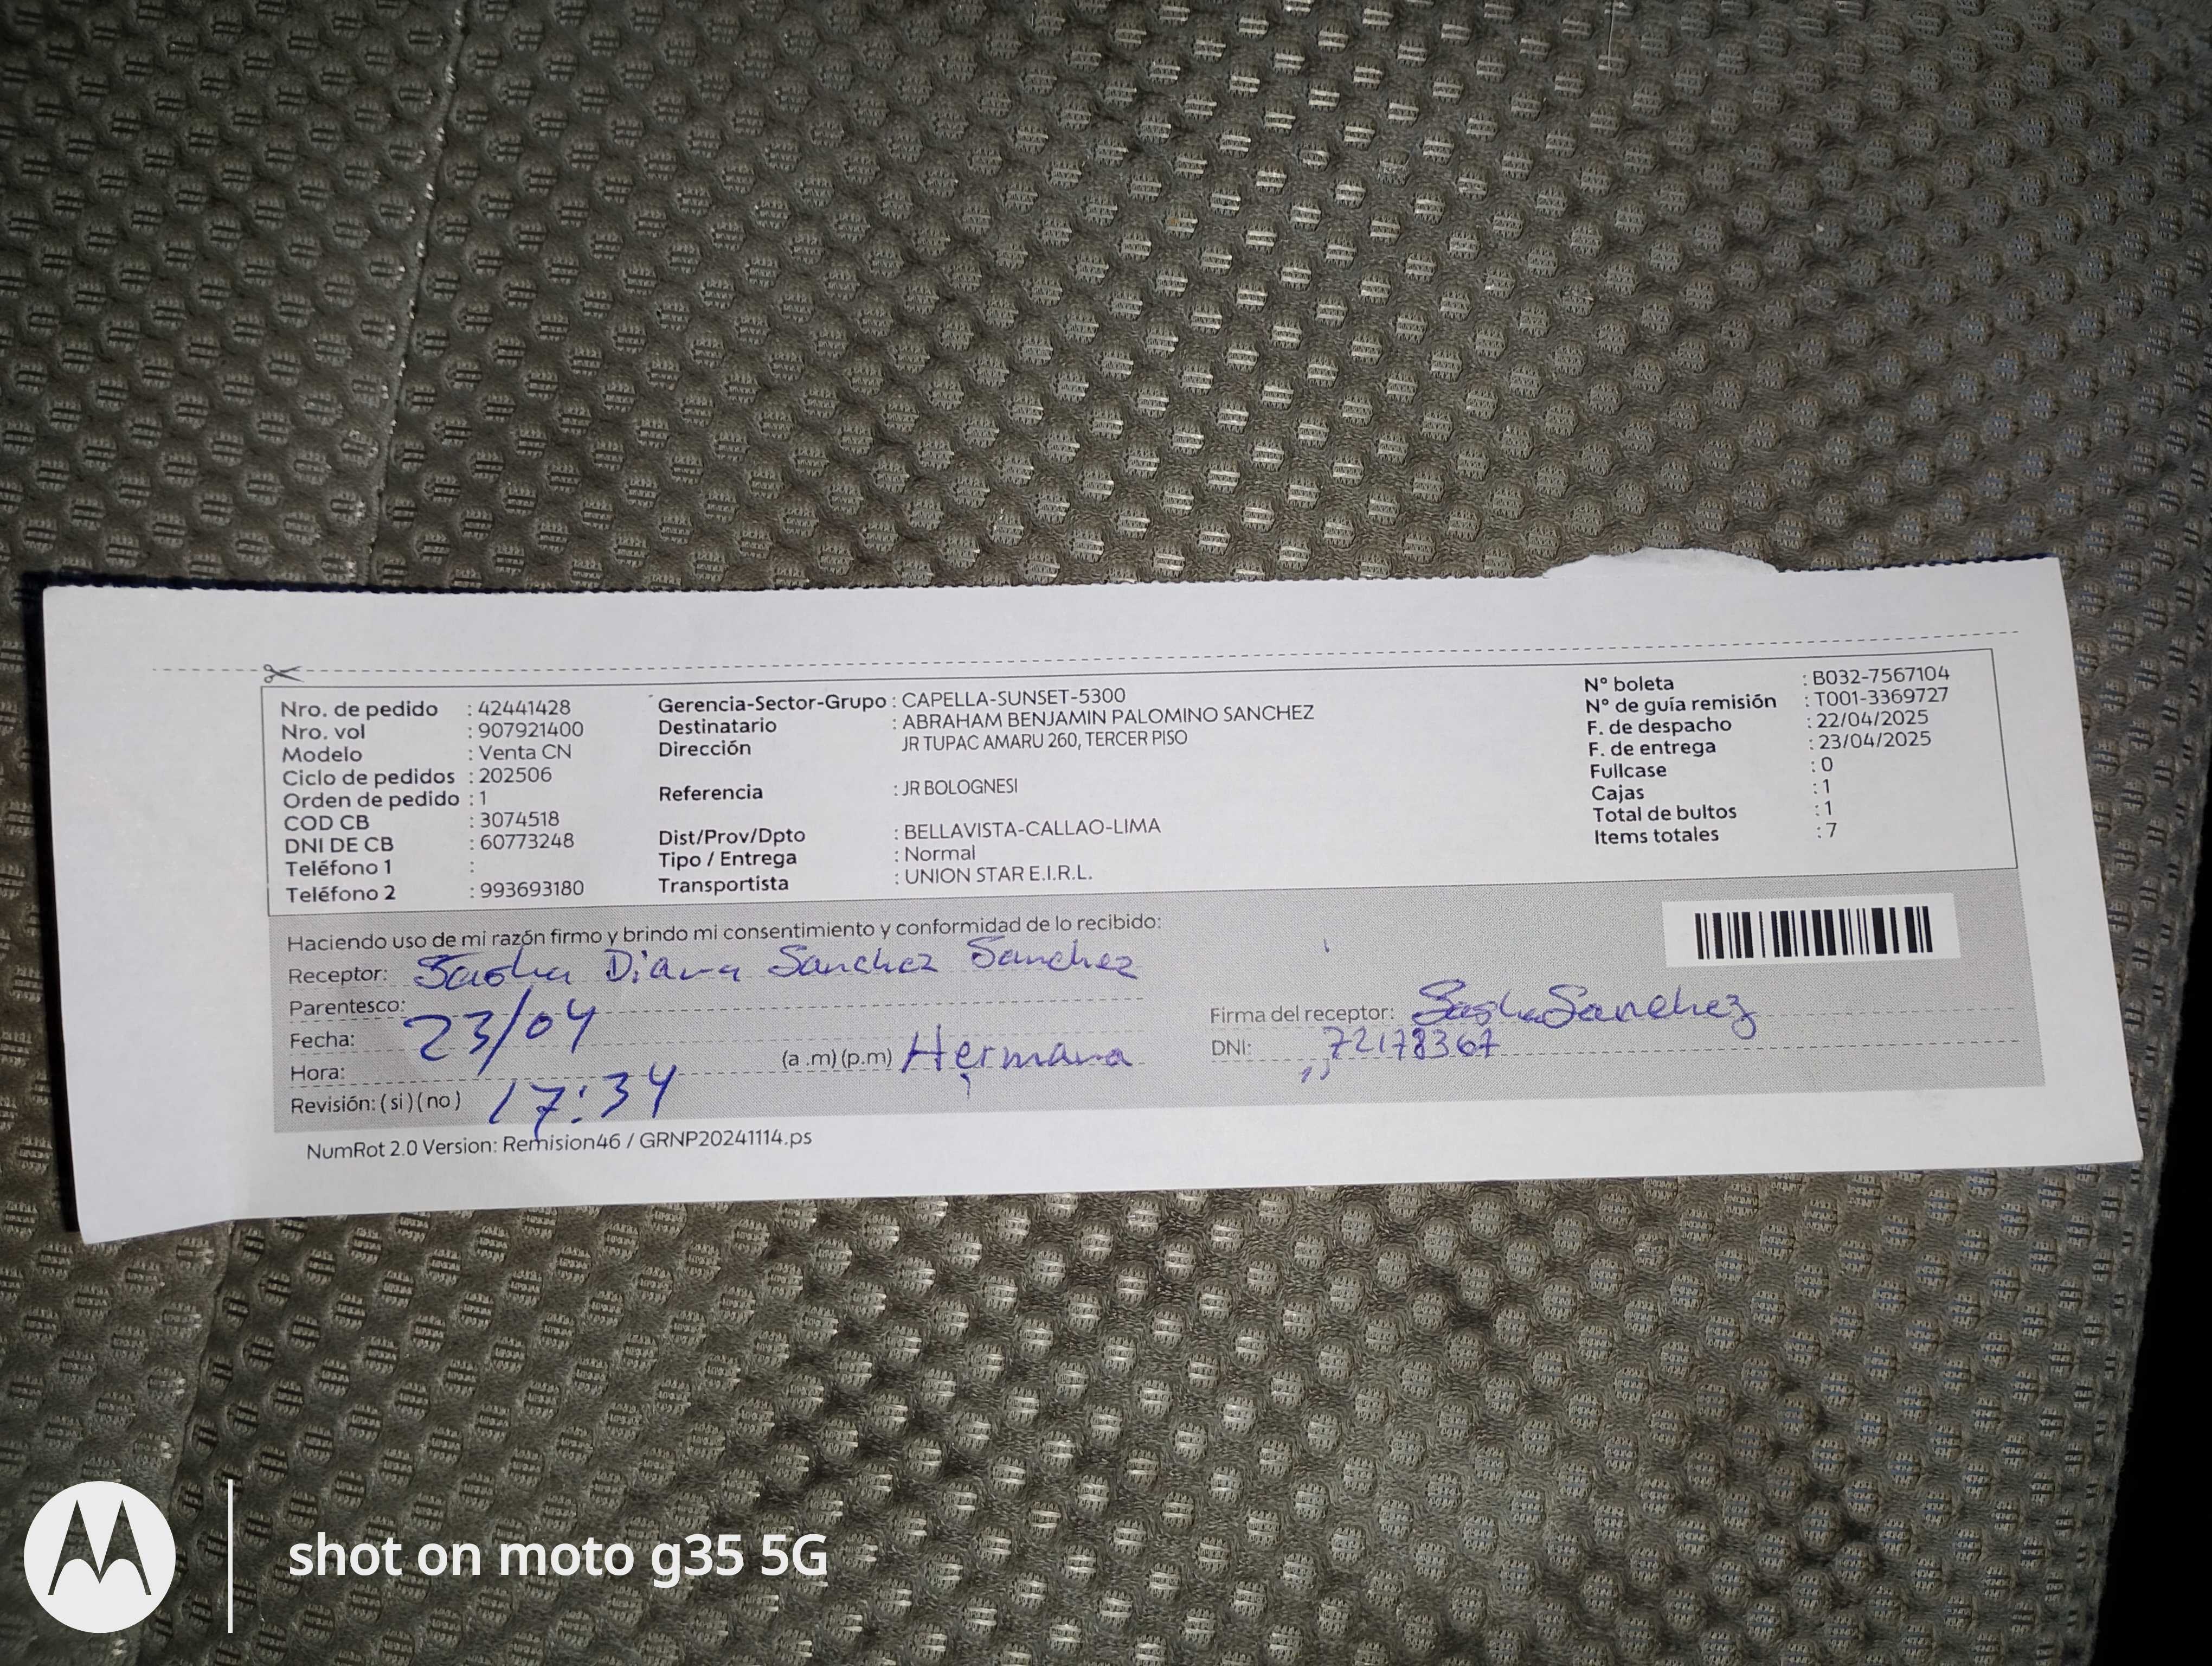 Nro. de pedido : 42441428
Nro. vol : 907921400
Modelo : Venta CN
Ciclo de pedidos : 202506
Orden de pedido : 1
COD CB : 3074518
DNI DE CB : 60773248
Teléfono 1 :
Teléfono 2 : 993693180
Gerencia-Sector-Grupo : CAPELLA-SUNSET-5300
Destinatario : ABRAHAM BENJAMIN PALOMINO SANCHEZ
Dirección JR TUPAC AMARU 260, TERCER PISO
Referencia : JR BOLOGNESI
Dist/Prov/Dpto : BELLAVISTA-CALLAO-LIMA
Tipo / Entrega : Normal
Transportista : UNION STAR E.I.R.L.
N° boleta : B032-7567104
N° de guía remisión : T001-3369727
F. de despacho : 22/04/2025
F. de entrega : 23/04/2025
Fullcase : 0
Cajas : 1
Total de bultos : 1
Items totales : 7
Haciendo uso de mi razón firmo y brindo mi consentimiento y conformidad de lo recibido:
Receptor: Sasha Diana Sanchez Sanchez
Parentesco:
Fecha: 23/04
Hora: (a .m) (p.m) Hermana
Revisión: ( si ) ( no ) 17:34
Firma del receptor: Sasha Sanchez
DNI: 72178367
NumRot 2.0 Version: Remision46 / GRNP20241114.ps
shot on moto g35 5G